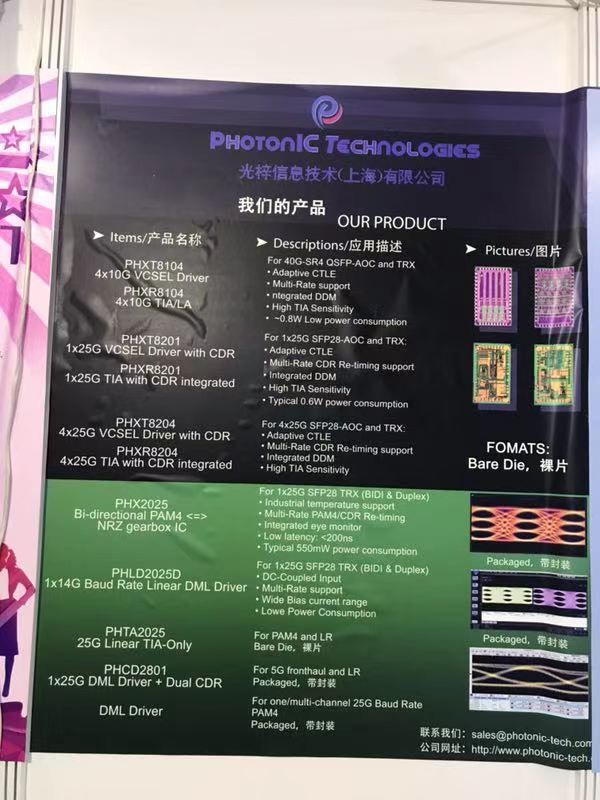 PHOTONIC TECHNOLOGIES
光梓信息技术(上海)有限公司
我们的产品
OUR PRODUCT
➤ Items/产品名称
➤ Descriptions/应用描述
➤ Pictures/图片
PHXT8104
4x10G VCSEL Driver
PHXR8104
4x10G TIA/LA
For 40G-SR4 QSFP-AOC and TRX
• Adaptive CTLE
• Multi-Rate support
• ntegrated DDM
• High TIA Sensitivity
• ~0.8W Low power consumption
PHXT8201
1x25G VCSEL Driver with CDR
PHXR8201
1x25G TIA with CDR integrated
For 1x25G SFP28-AOC and TRX:
• Adaptive CTLE
• Multi-Rate CDR Re-timing support
• Integrated DDM
• High TIA Sensitivity
• Typical 0.6W power consumption
PHXT8204
4x25G VCSEL Driver with CDR
PHXR8204
4x25G TIA with CDR integrated
For 4x25G SFP28-AOC and TRX:
• Adaptive CTLE
• Multi-Rate CDR Re-timing support
• Integrated DDM
• High TIA Sensitivity
FOMATS:
Bare Die, 裸片
PHX2025
Bi-directional PAM4 <=>
NRZ gearbox IC
For 1x25G SFP28 TRX (BIDI & Duplex)
• Industrial temperature support
• Multi-Rate PAM4/CDR Re-timing
• Integrated eye monitor
• Low latency: <200ns
• Typical 550mW power consumption
Packaged, 带封装
PHLD2025D
1x14G Baud Rate Linear DML Driver
For 1x25G SFP28 TRX (BIDI & Duplex)
• DC-Coupled Input
• Multi-Rate support
• Wide Bias current range
• Lowe Power Consumption
Packaged, 带封装
PHTA2025
25G Linear TIA-Only
For PAM4 and LR
Bare Die, 裸片
PHCD2801
1x25G DML Driver + Dual CDR
For 5G fronthaul and LR
Packaged, 带封装
DML Driver
For one/multi-channel 25G Baud Rate
PAM4
Packaged, 带封装
联系我们: sales@photonic-tech.com
公司网址: http://www.photonic-tech.com